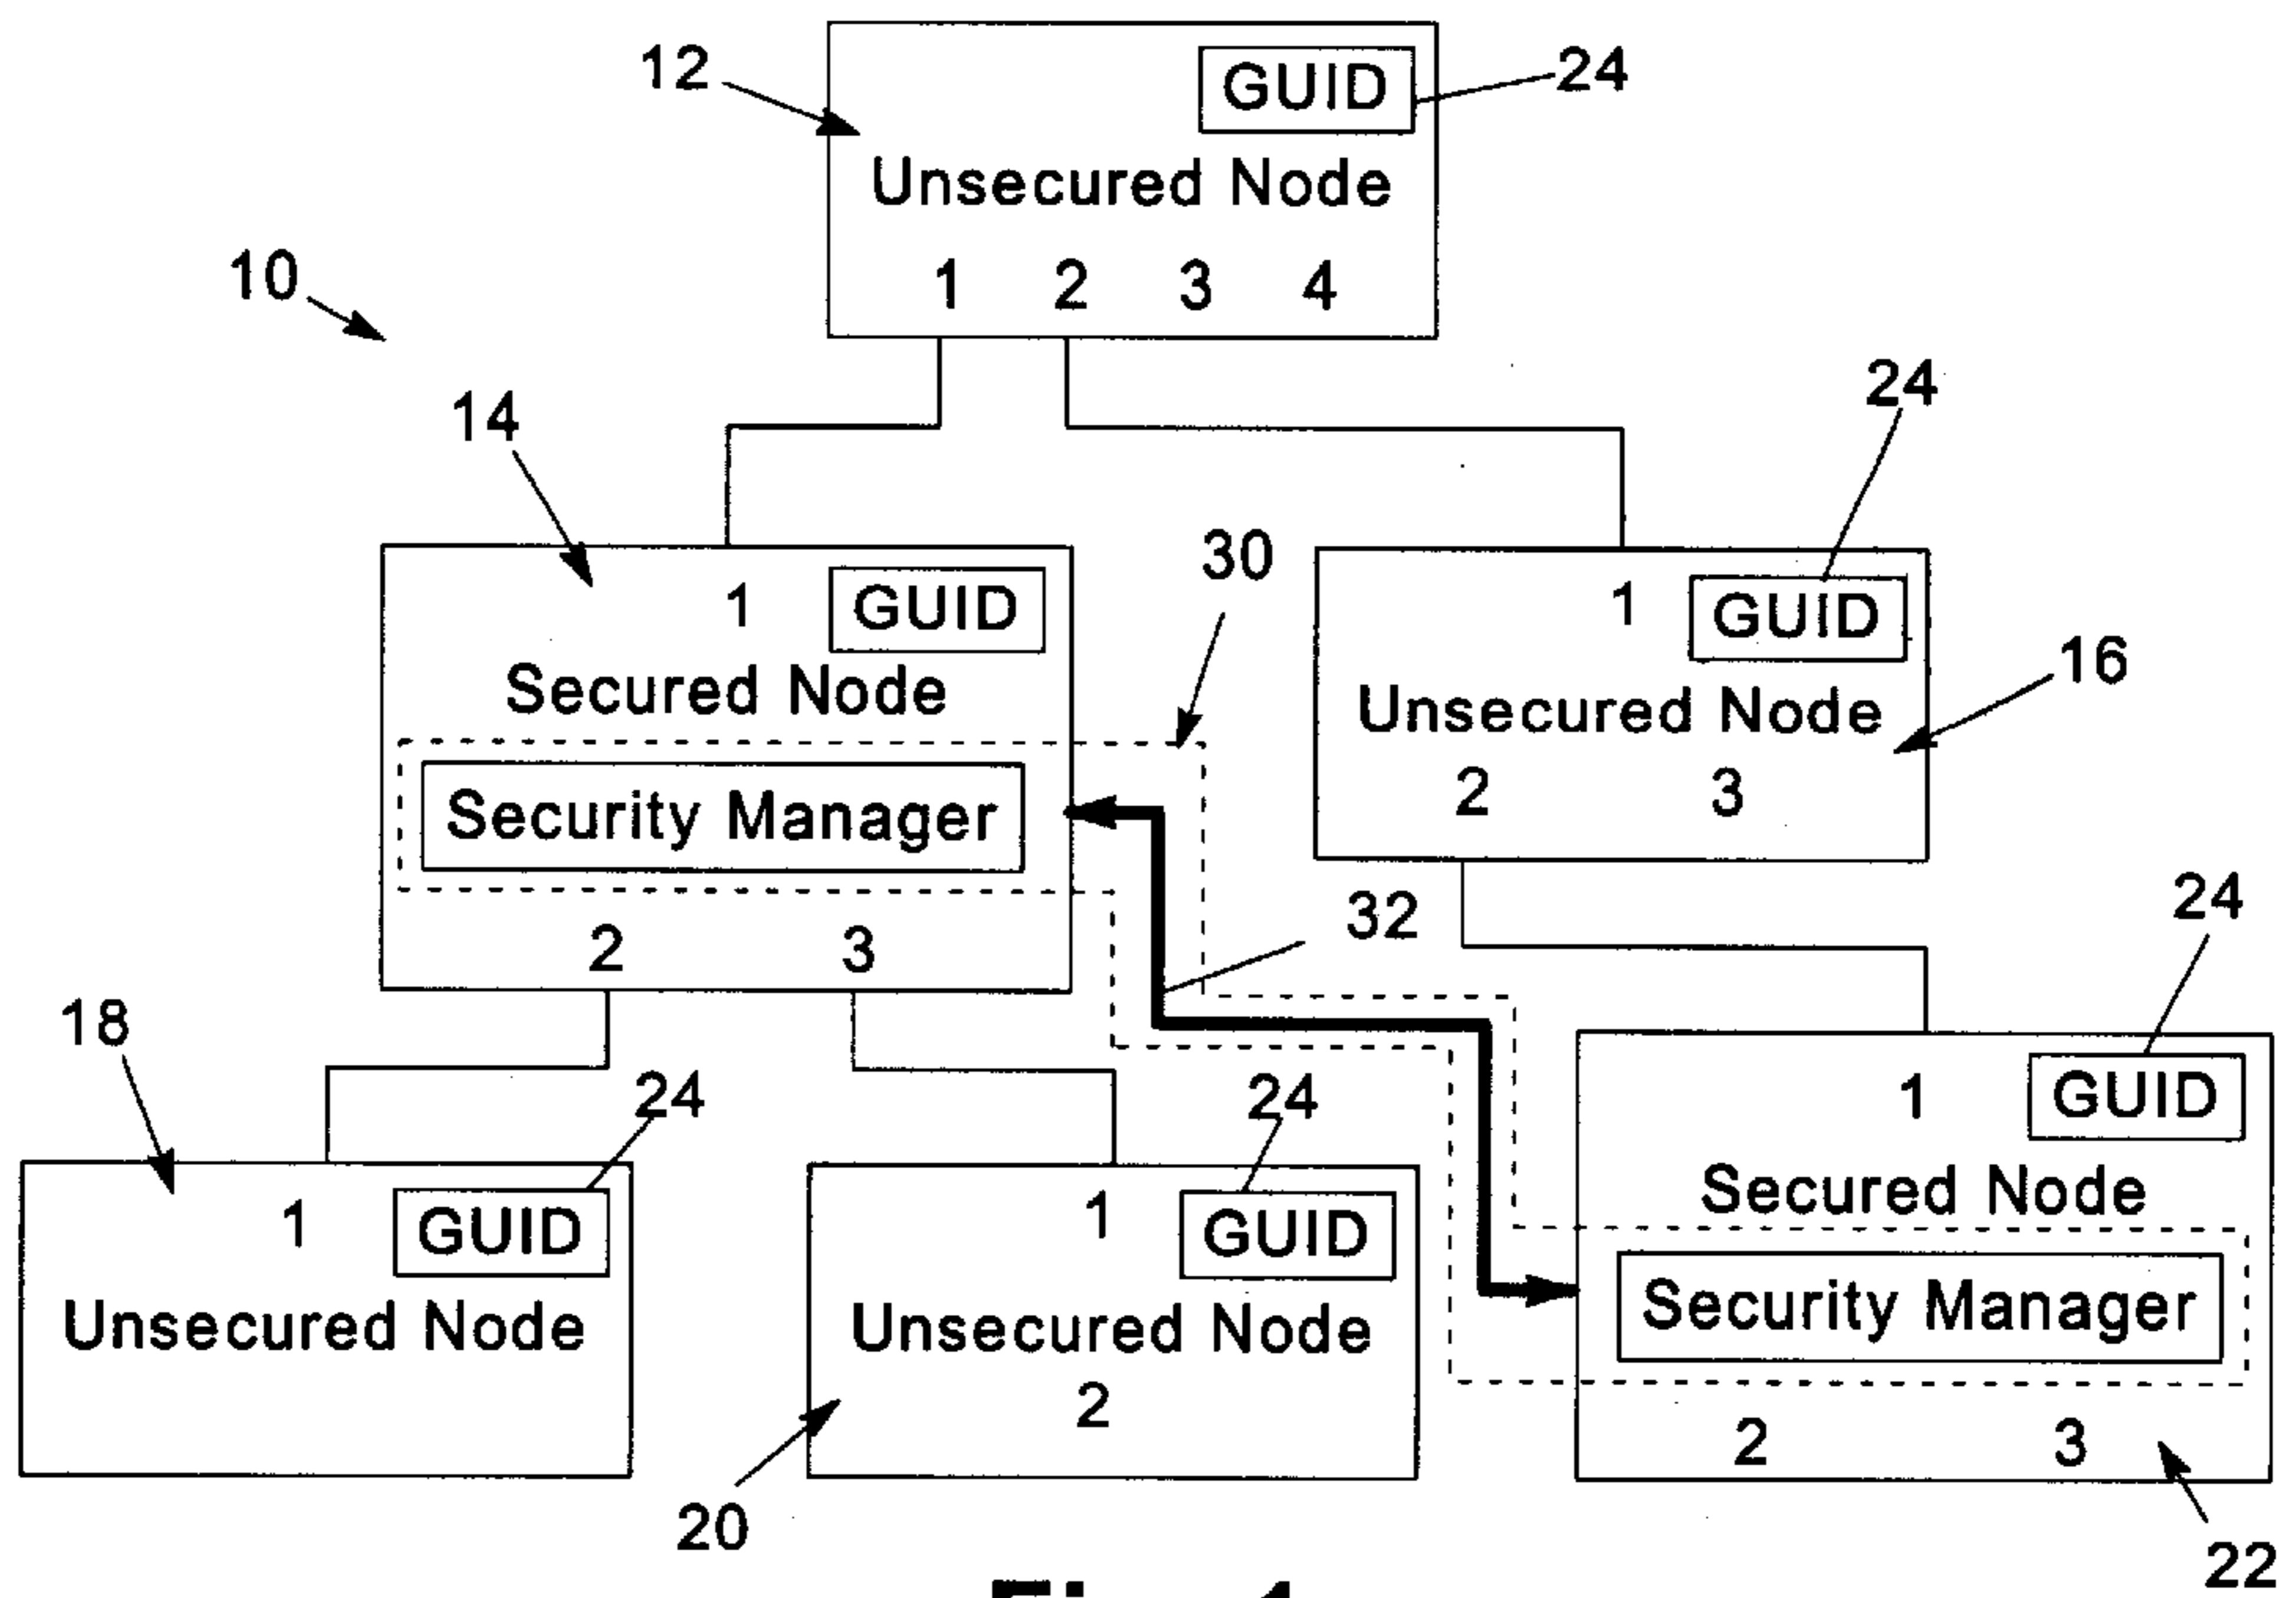 12
GUID
24
Unsecured Node
1 2 3 4
10
14
24
30
1
GUID
Secured Node
Security Manager
2 3
1
GUID
16
Unsecured Node
2 3
32
24
18
24
24
1
GUID
Unsecured Node
1
GUID
Unsecured Node
2
20
1
GUID
Secured Node
Security Manager
2 3
22